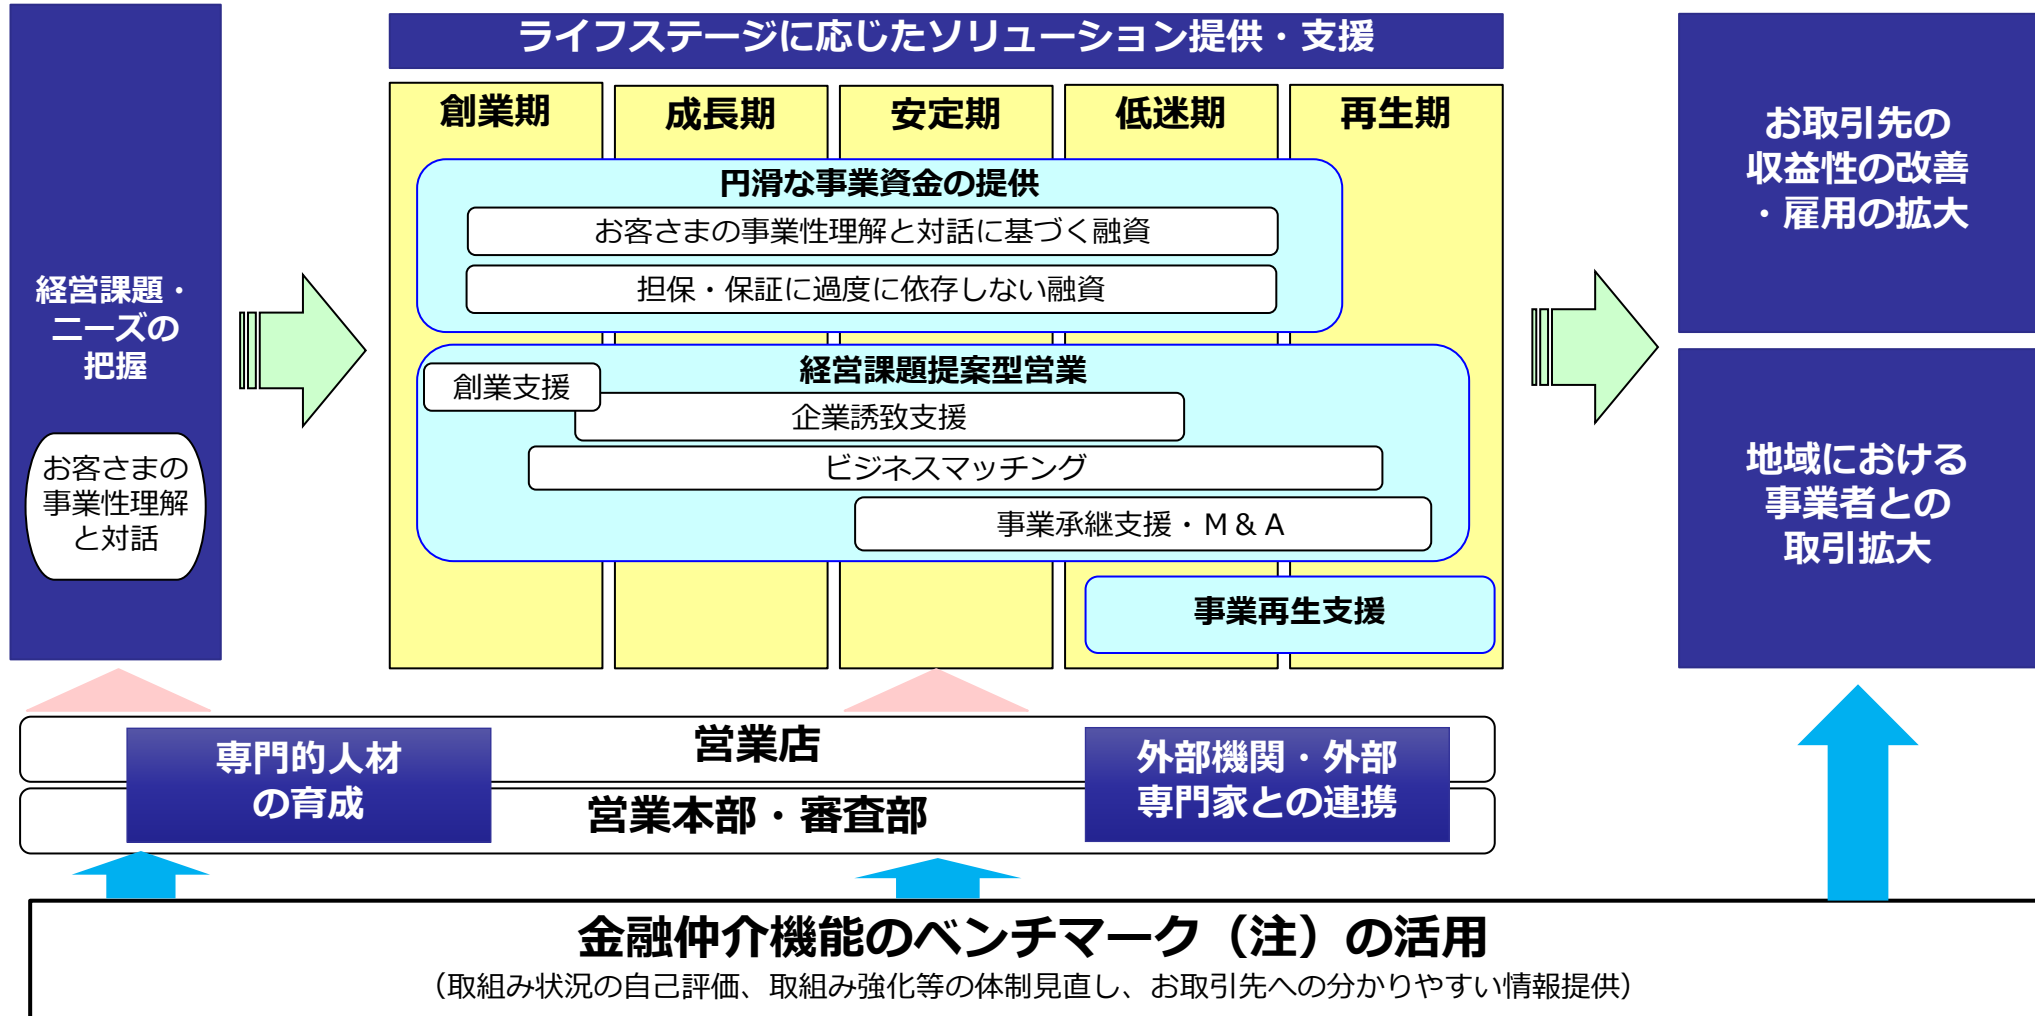 経営課題・
ニーズの
把握
お客さまの
事業性理解
と対話
ライフステージに応じたソリューション提供・支援
創業期
成長期
安定期
低迷期
再生期
円滑な事業資金の提供
お客さまの事業性理解と対話に基づく融資
担保・保証に過度に依存しない融資
経営課題提案型営業
創業支援
企業誘致支援
ビジネスマッチング
事業承継支援・M＆A
事業再生支援
お取引先の
収益性の改善
・雇用の拡大
地域における
事業者との
取引拡大
営業店
営業本部・審査部
専門的人材
の育成
外部機関・外部
専門家との連携
金融仲介機能のベンチマーク（注）の活用
（取組み状況の自己評価、取組み強化等の体制見直し、お取引先への分かりやすい情報提供）